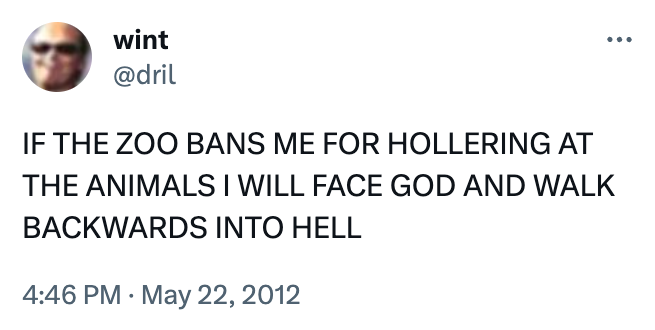 wint
@dril
IF THE ZOO BANS ME FOR HOLLERING AT
THE ANIMALS I WILL FACE GOD AND WALK
BACKWARDS INTO HELL
4:46 PM · May 22, 2012